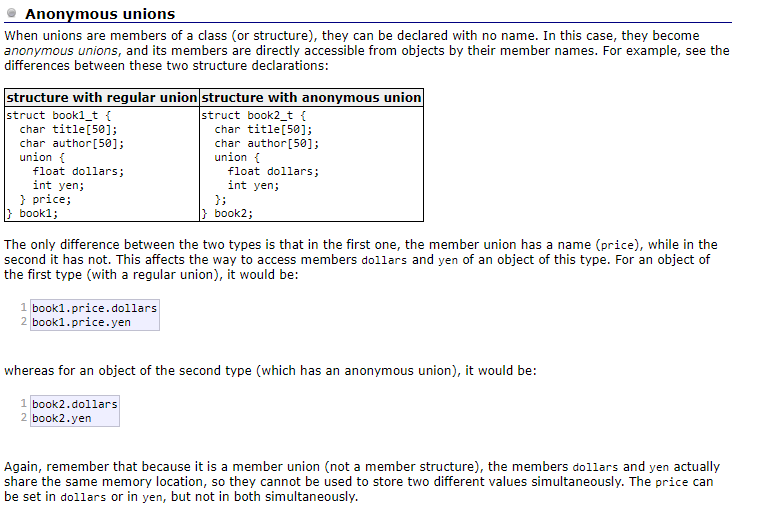 Anonymous unions
When unions are members of a class (or structure), they can be declared with no name. In this case, they become
anonymous unions, and its members are directly accessible from objects by their member names. For example, see the
differences between these two structure declarations:
structure with regular union structure with anonymous union
struct book1_t { struct book2_t {
char title[50]; char title[50];
char author[50]; char author[50];
union { union {
float dollars; float dollars;
int yen; int yen;
} price; };
} book1; } book2;
The only difference between the two types is that in the first one, the member union has a name (price), while in the
second it has not. This affects the way to access members dollars and yen of an object of this type. For an object of
the first type (with a regular union), it would be:
1 book1.price.dollars
2 book1.price.yen
whereas for an object of the second type (which has an anonymous union), it would be:
1 book2.dollars
2 book2.yen
Again, remember that because it is a member union (not a member structure), the members dollars and yen actually
share the same memory location, so they cannot be used to store two different values simultaneously. The price can
be set in dollars or in yen, but not in both simultaneously.